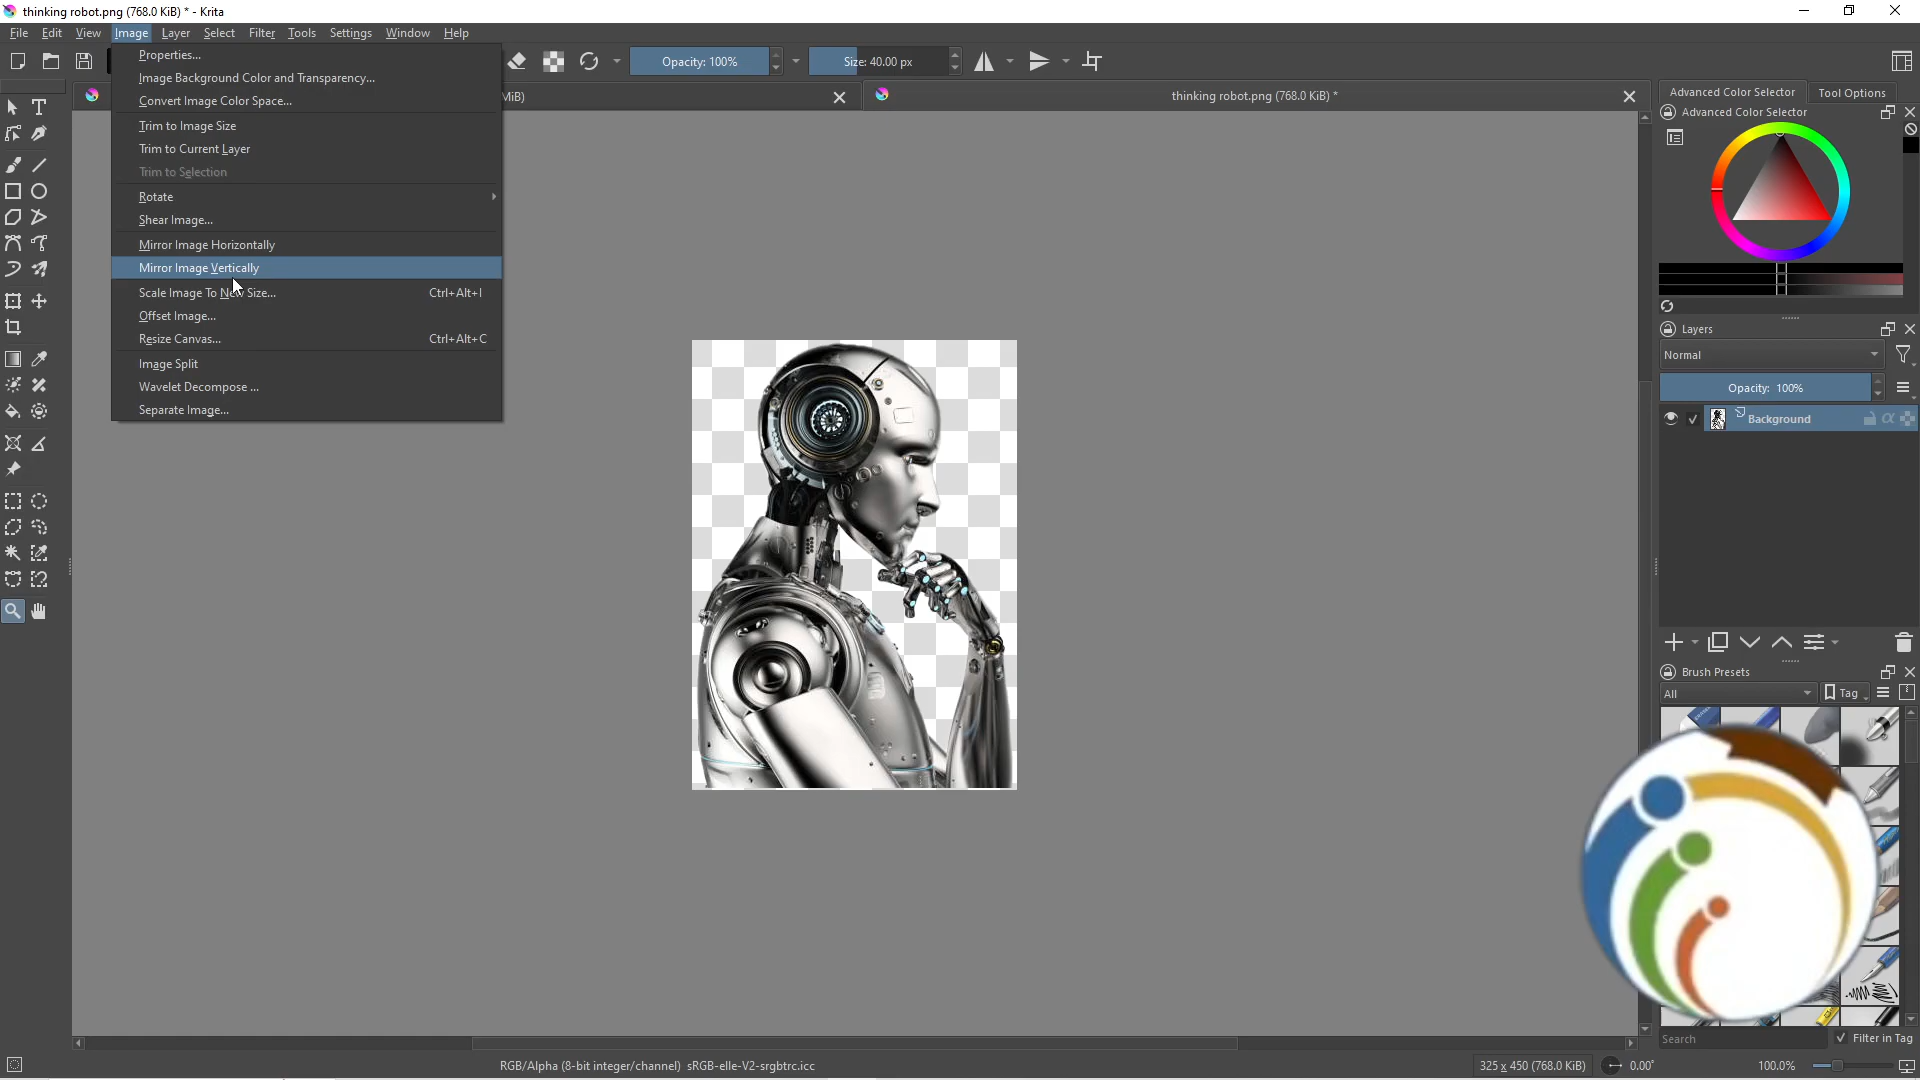 thinking robot.png (768.0 KiB) * - Krita
File Edit View Image Layer Select Filter Tools Settings Window Help
Properties...
Image Background Color and Transparency...
Convert Image Color Space...
Trim to Image Size
Trim to Current Layer
Trim to Selection
Rotate
Shear Image...
Mirror Image Horizontally
Mirror Image Vertically
Scale Image To New Size... Ctrl+Alt+I
Offset Image...
Resize Canvas... Ctrl+Alt+C
Image Split
Wavelet Decompose ...
Separate Image...
Opacity: 100%
Size: 40.00 px
MiB)
thinking robot.png (768.0 KiB) *
Advanced Color Selector Tool Options
Advanced Color Selector
Layers
Normal
Opacity: 100%
Background
Brush Presets
All Tag
Search Filter in Tag
RGB/Alpha (8-bit integer/channel) sRGB-elle-V2-srgbtrc.icc
325 x 450 (768.0 KiB) 0.00° 100.0%